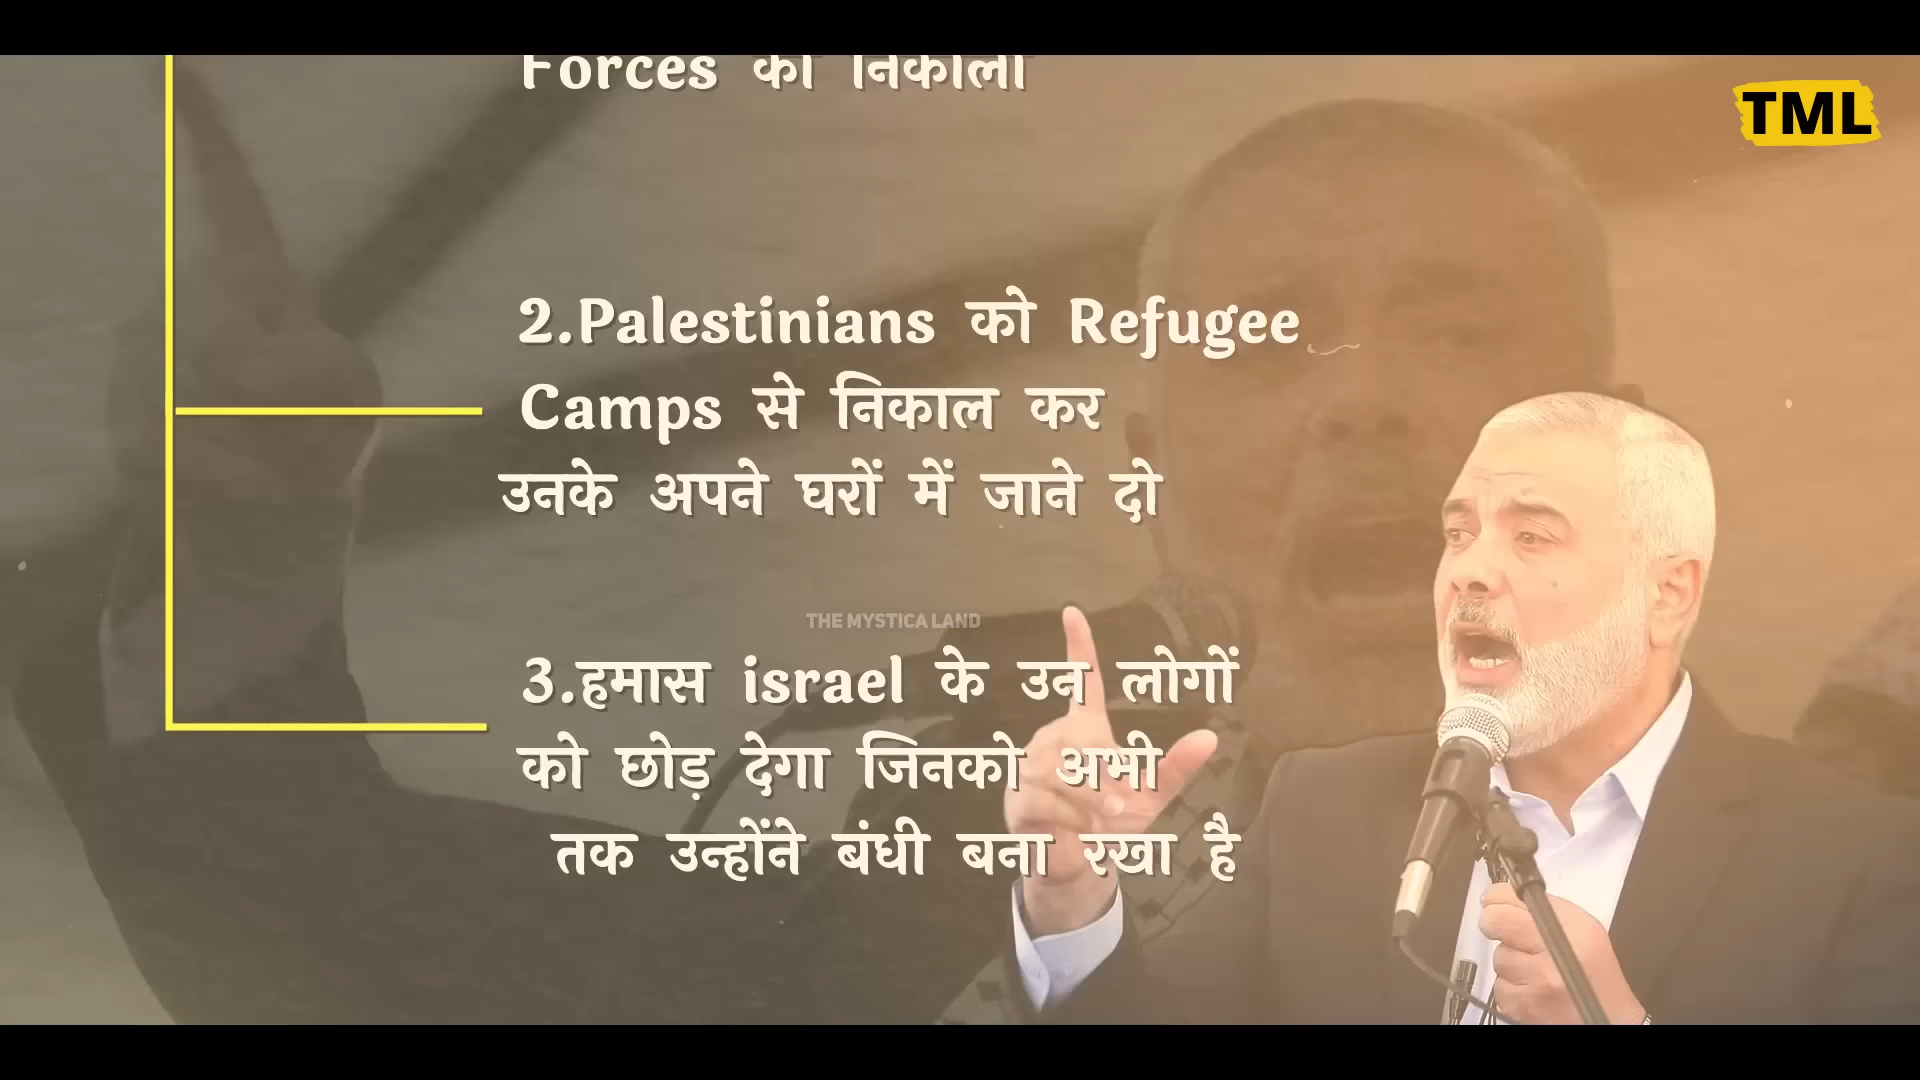 Forces को निकालो
TML
2.Palestinians को Refugee
Camps से निकाल कर
उनके अपने घरों में जाने दो
THE MYSTICA LAND
3.हमास israel के उन लोगों
को छोड़ देगा जिनको अभी
तक उन्होंने बंधी बना रखा है